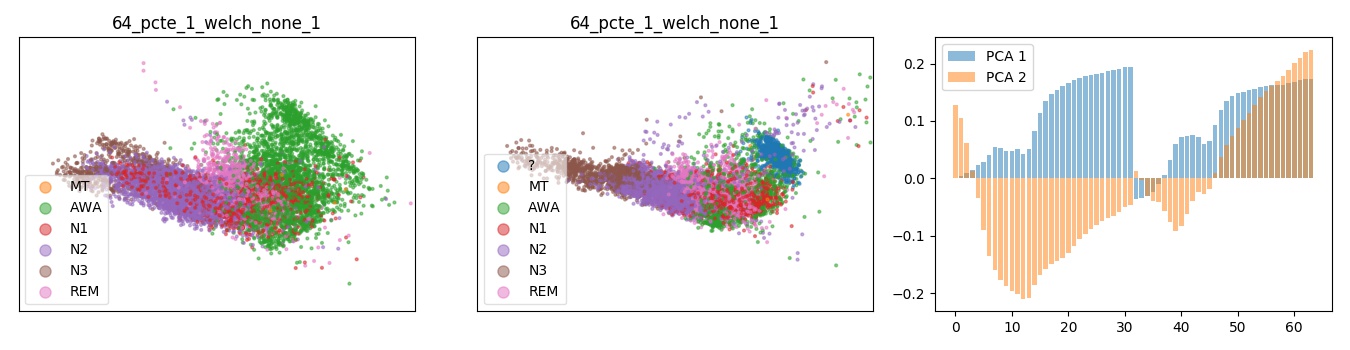 64_pcte_1_welch_none_1
MT
AWA
N1
N2
N3
REM
64_pcte_1_welch_none_1
?
MT
AWA
N1
N2
N3
REM
PCA 1
PCA 2
0.2
0.1
0.0
−0.1
−0.2
0 10 20 30 40 50 60